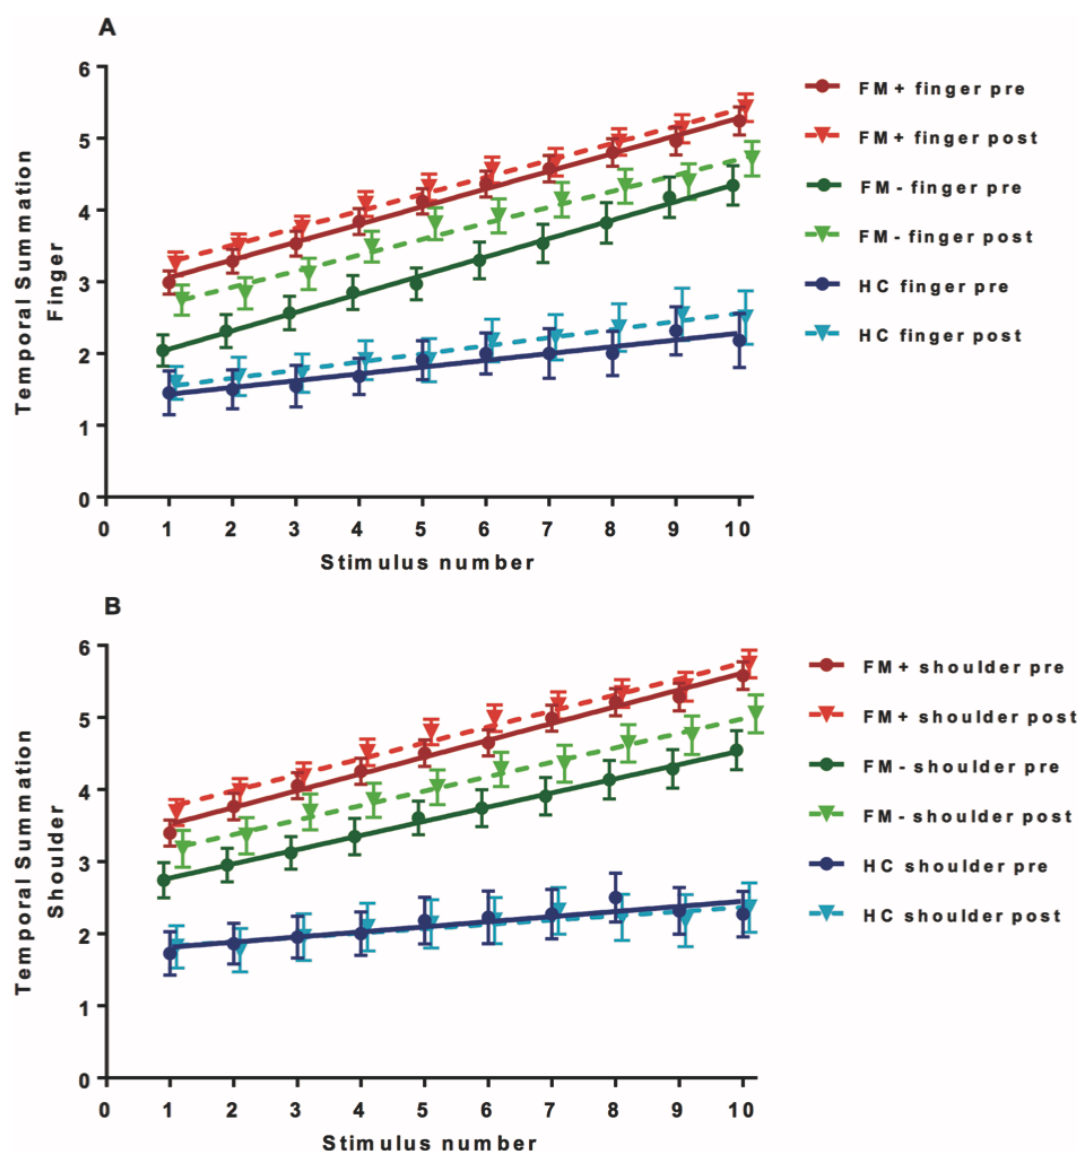 A
6
5
4
3
2
1
0
Temporal Summation
Finger
0 1 2 3 4 5 6 7 8 9 10
Stimulus number
FM+ finger pre
FM+ finger post
FM- finger pre
FM- finger post
HC finger pre
HC finger post
B
6
5
4
3
2
1
0
Temporal Summation
Shoulder
0 1 2 3 4 5 6 7 8 9 10
Stimulus number
FM+ shoulder pre
FM+ shoulder post
FM- shoulder pre
FM- shoulder post
HC shoulder pre
HC shoulder post